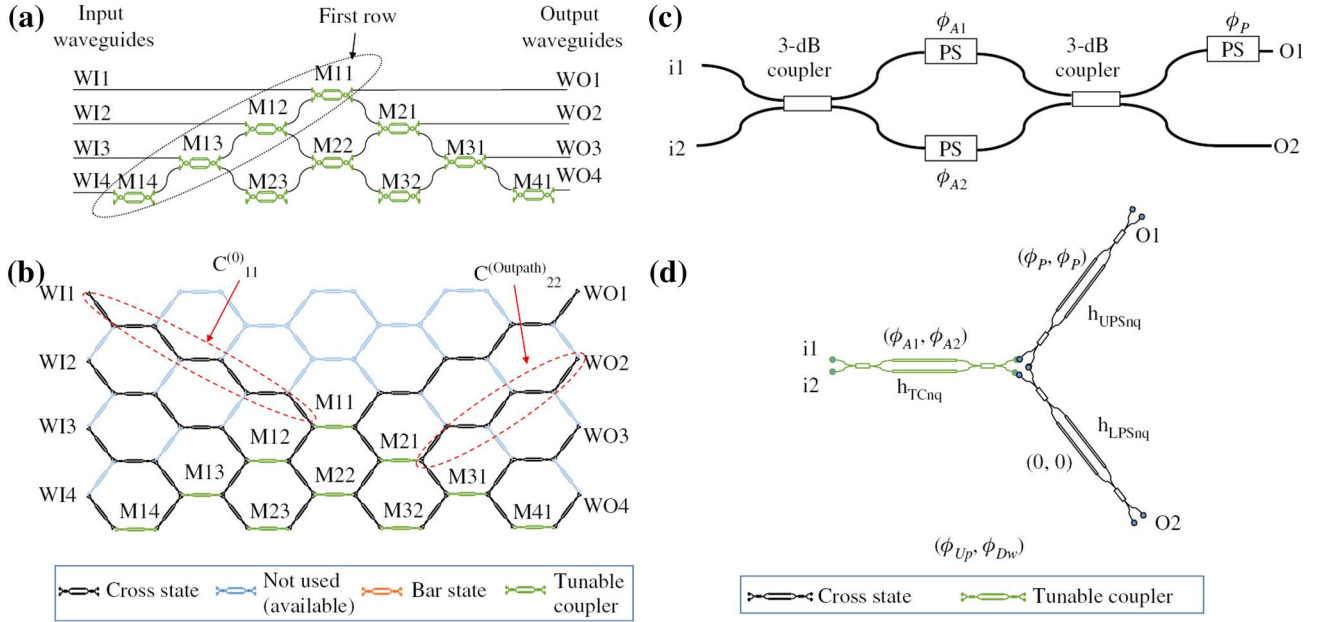 (a)
Input
waveguides
First row
Output
waveguides
WI1
M11
WO1
WI2
M12
M21
WO2
WI3
M13
M22
M31
WO3
WI4
M14
M23
M32
M41
WO4
(b)
C(0)11
C(Outpath)22
WI1
WO1
WI2
WO2
M11
WI3
M12
M21
WO3
M13
M22
M31
WI4
M14
M23
M32
M41
WO4
Cross state
Not used
(available)
Bar state
Tunable
coupler
(c)
i1
3-dB
coupler
ϕA1
PS
3-dB
coupler
ϕP
PS
O1
i2
PS
ϕA2
O2
(d)
O1
(ϕP, ϕP)
hUPSnq
i1
(ϕA1, ϕA2)
i2
hTCnq
hLPSnq
(0, 0)
O2
(ϕUp, ϕDw)
Cross state
Tunable coupler